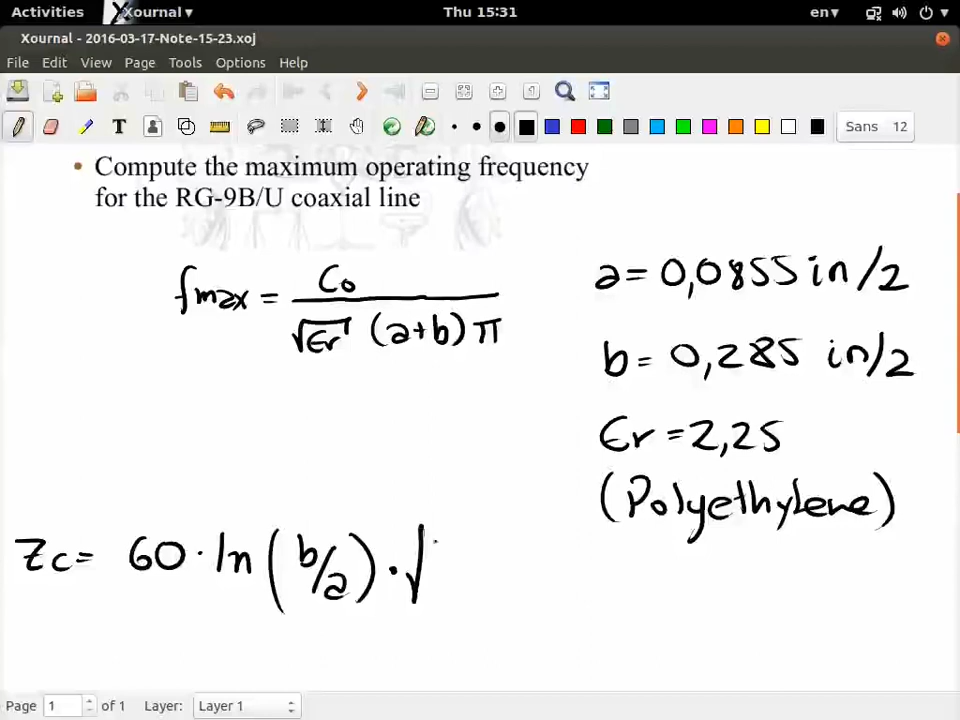 Activities Xournal ▾ Thu 15:31 en ▾
Xournal - 2016-03-17-Note-15-23.xoj
File Edit View Page Tools Options Help
Sans 12
• Compute the maximum operating frequency
for the RG-9B/U coaxial line
fmax = C₀ / (√εr (a+b) π)
a = 0,0855 in/2
b = 0,285 in/2
εr = 2,25
(Polyethylene)
Zc = 60 · ln(b/a) · √
Page 1 of 1 Layer: Layer 1